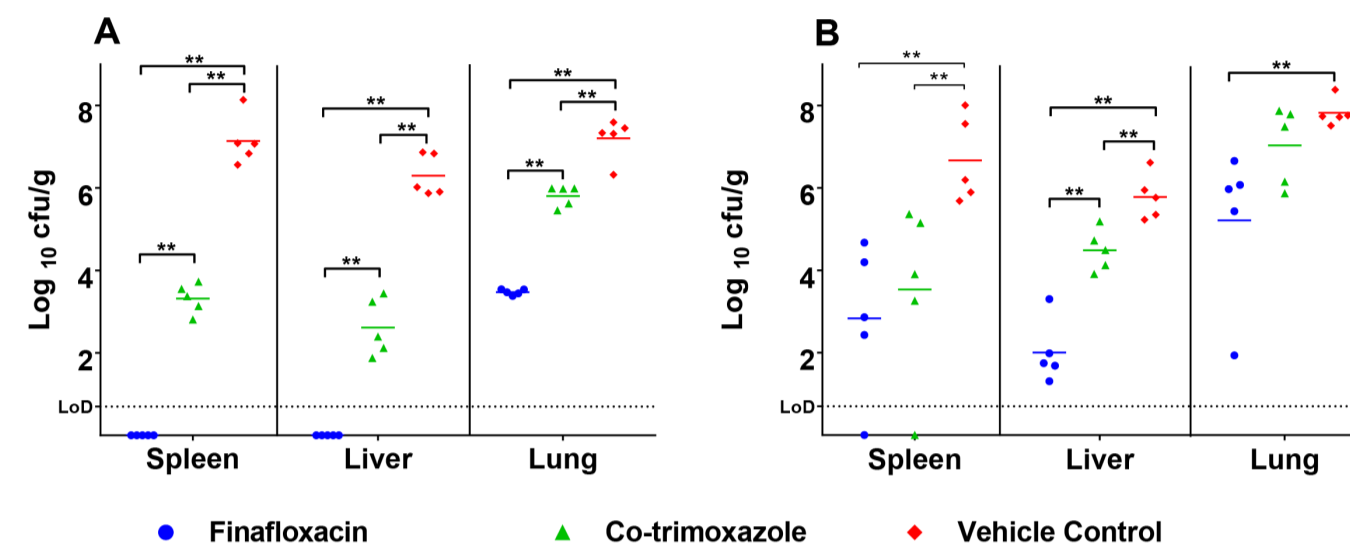 A
B
** ** ** ** ** ** ** ** **
** ** ** ** ** **
Log 10 cfu/g
8
6
4
2
LoD
Spleen Liver Lung
Log 10 cfu/g
8
6
4
2
LoD
Spleen Liver Lung
Finafloxacin Co-trimoxazole Vehicle Control